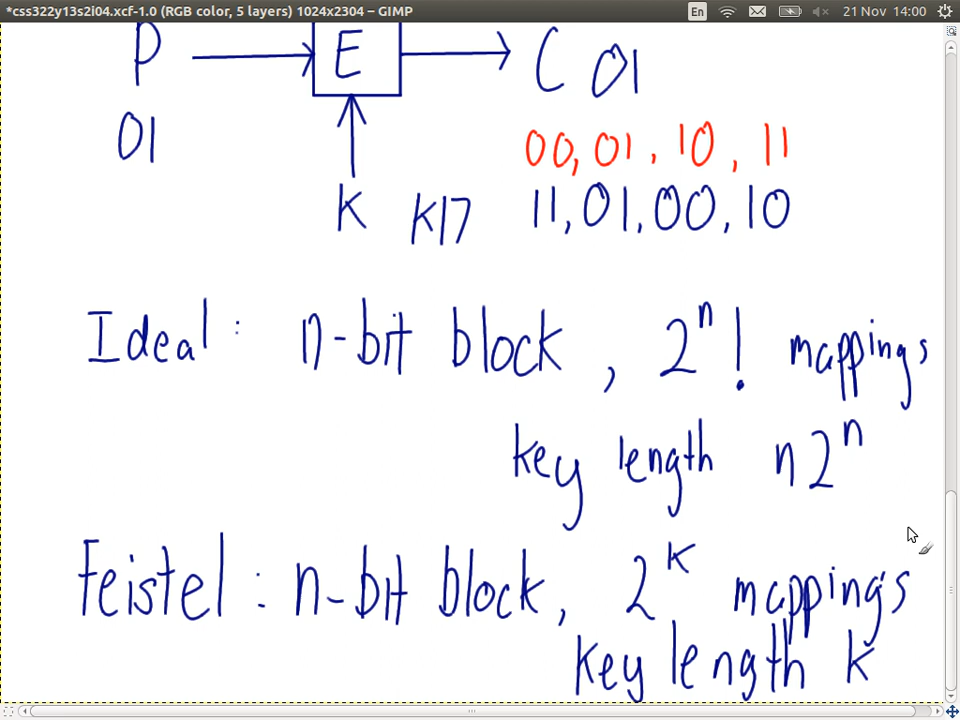 *css322y13s2i04.xcf-1.0 (RGB color, 5 layers) 1024x2304 – GIMP En 21 Nov 14:00
P E C 01
01 00, 01, 10, 11
K K17 11, 01, 00, 10
Ideal: n-bit block, 2ⁿ! mappings
key length n2ⁿ
Feistel: n-bit block, 2ᵏ mappings
key length k